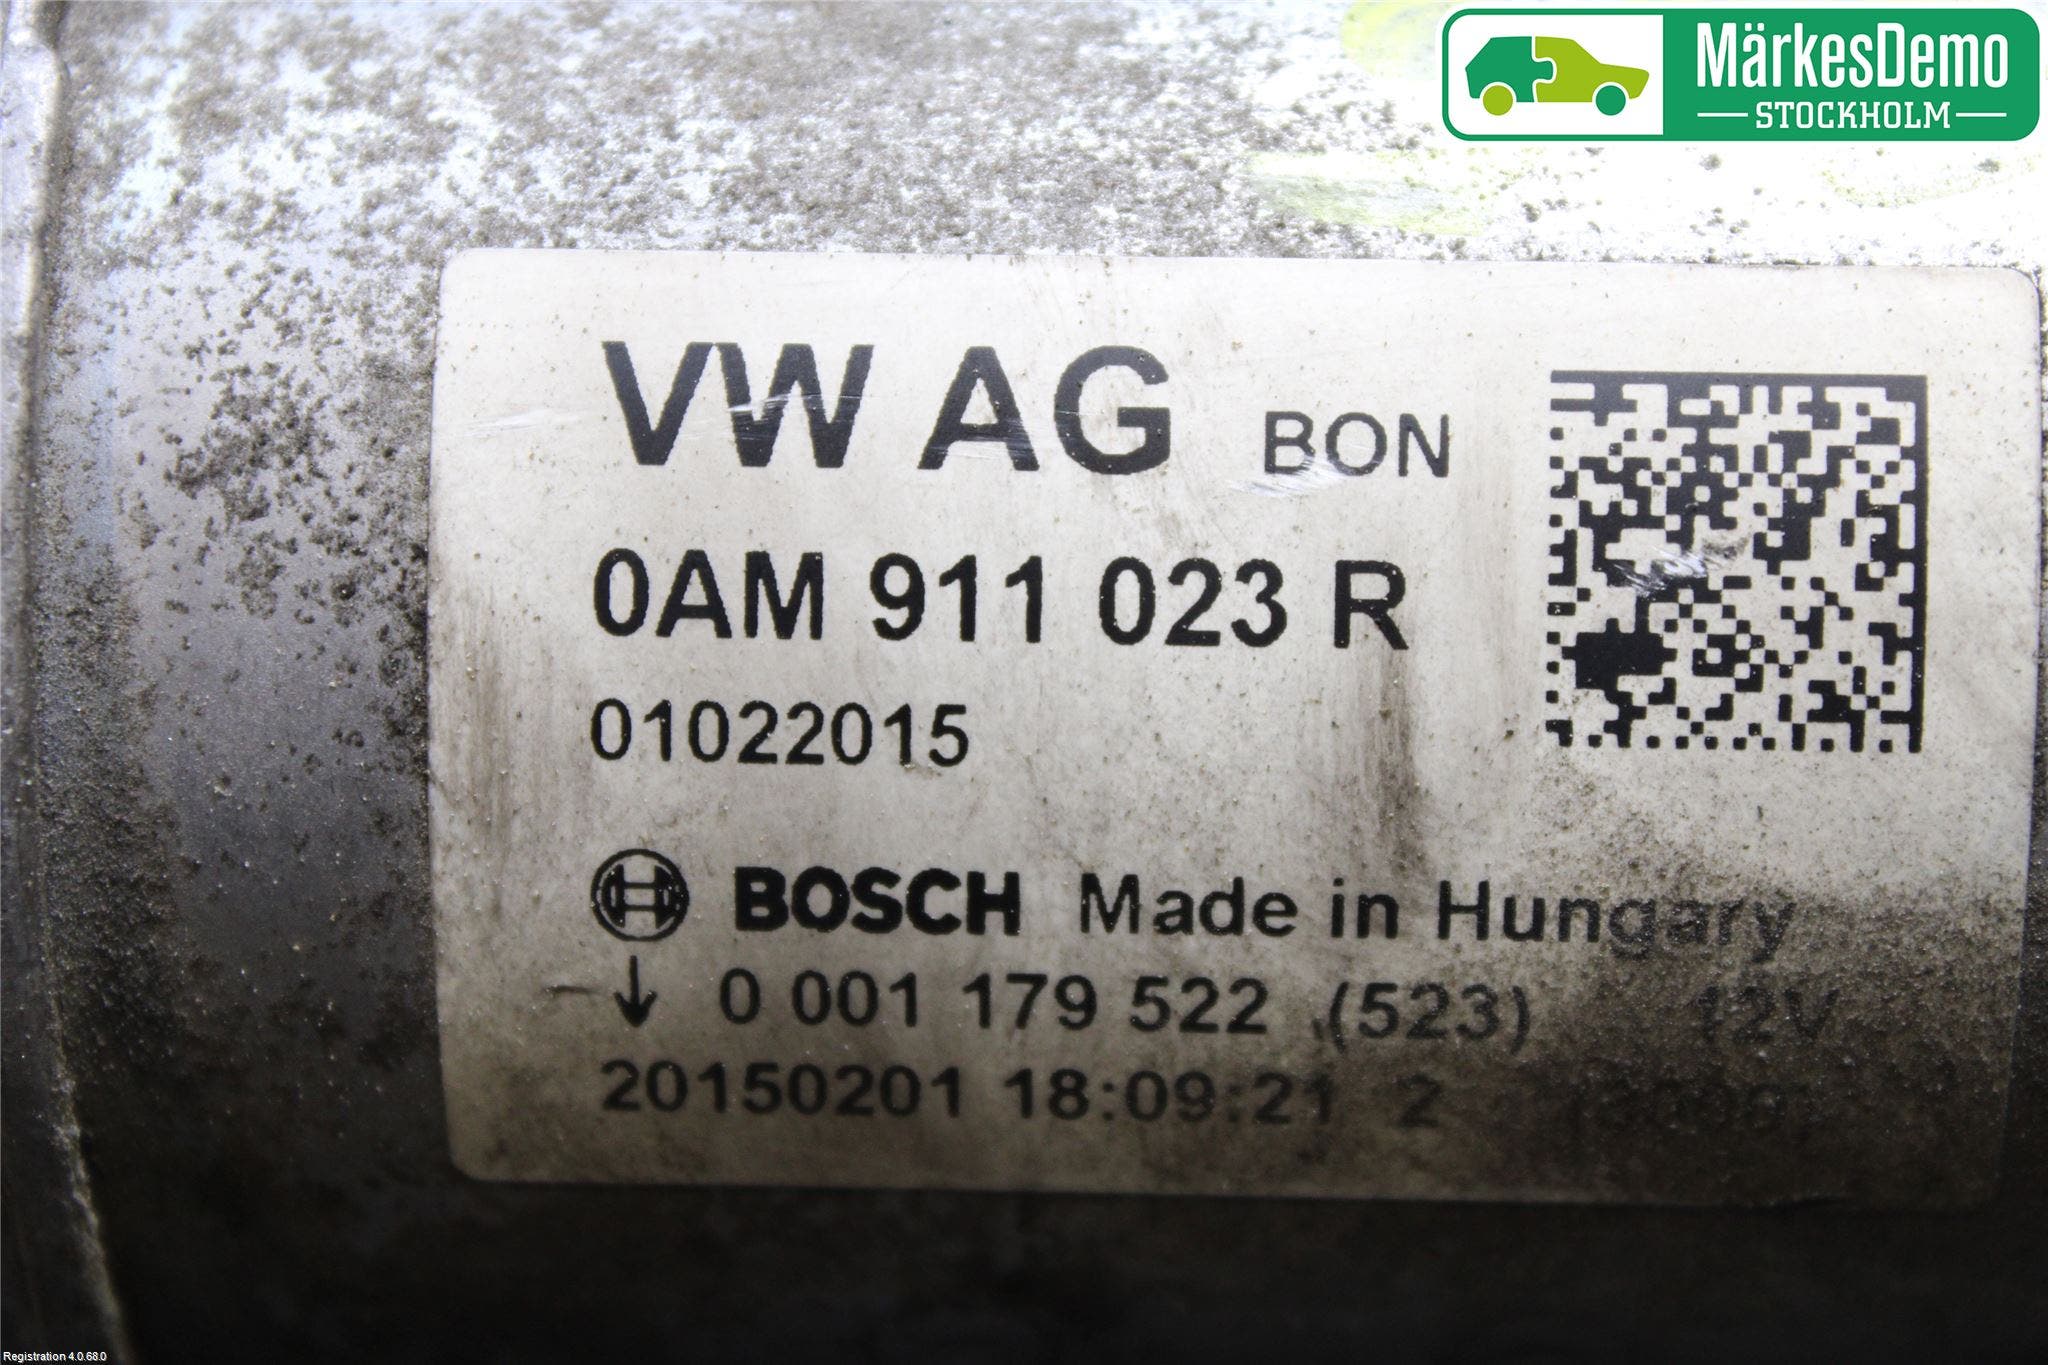 MärkesDemo
STOCKHOLM
VW AG BON
0AM 911 023 R
01022015
BOSCH Made in Hungary
0 001 179 522 (523) 12V
20150201 18:09:21 2
Registration 4.0.68.0